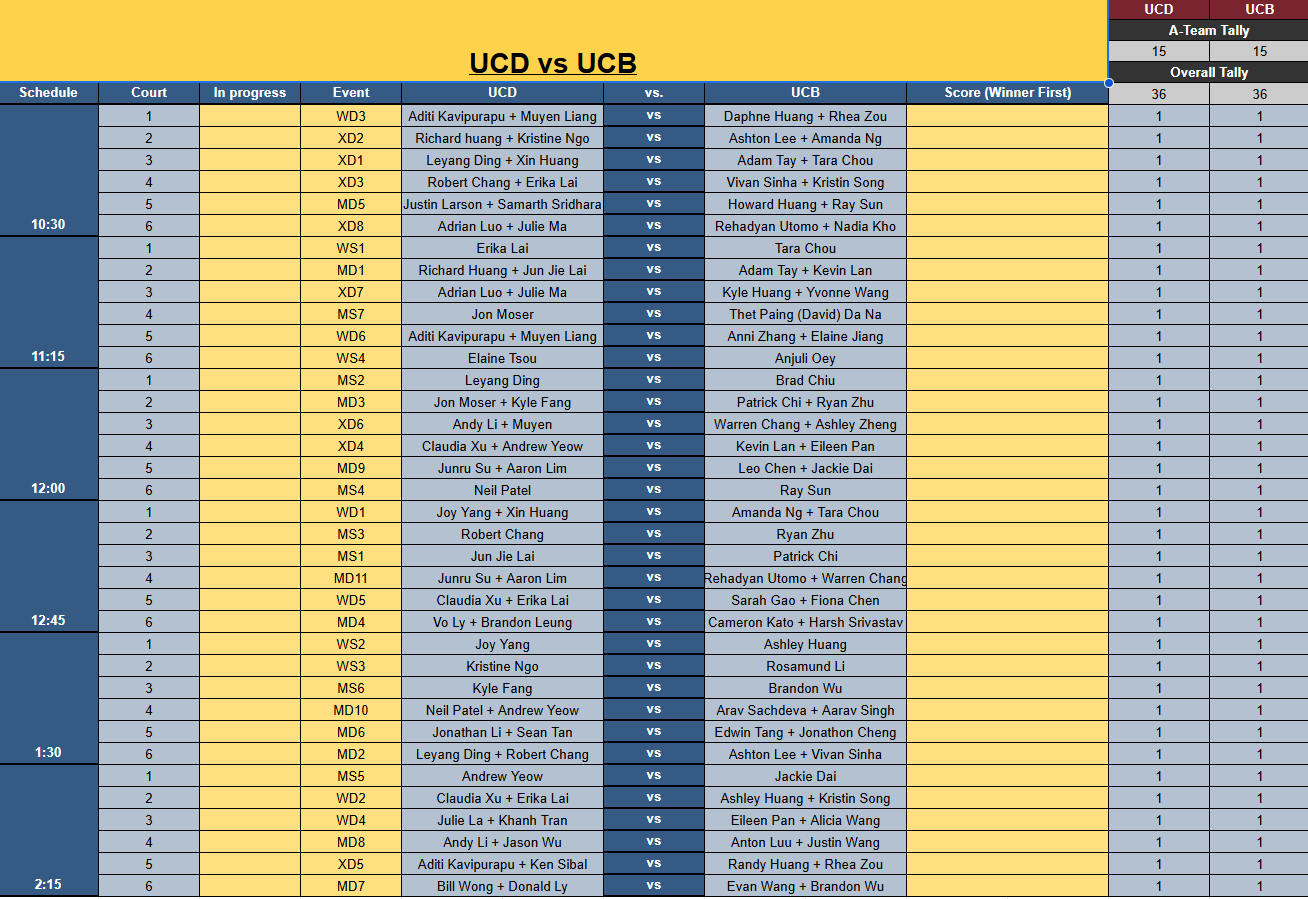 UCD UCB
A-Team Tally
15 15
UCD vs UCB
Overall Tally
Schedule Court In progress Event UCD vs. UCB Score (Winner First) 36 36
1 WD3 Aditi Kavipurapu + Muyen Liang vs Daphne Huang + Rhea Zou 1 1
2 XD2 Richard huang + Kristine Ngo vs Ashton Lee + Amanda Ng 1 1
3 XD1 Leyang Ding + Xin Huang vs Adam Tay + Tara Chou 1 1
4 XD3 Robert Chang + Erika Lai vs Vivan Sinha + Kristin Song 1 1
5 MD5 Justin Larson + Samarth Sridhara vs Howard Huang + Ray Sun 1 1
10:30 6 XD8 Adrian Luo + Julie Ma vs Rehadyan Utomo + Nadia Kho 1 1
1 WS1 Erika Lai vs Tara Chou 1 1
2 MD1 Richard Huang + Jun Jie Lai vs Adam Tay + Kevin Lan 1 1
3 XD7 Adrian Luo + Julie Ma vs Kyle Huang + Yvonne Wang 1 1
4 MS7 Jon Moser vs Thet Paing (David) Da Na 1 1
5 WD6 Aditi Kavipurapu + Muyen Liang vs Anni Zhang + Elaine Jiang 1 1
11:15 6 WS4 Elaine Tsou vs Anjuli Oey 1 1
1 MS2 Leyang Ding vs Brad Chiu 1 1
2 MD3 Jon Moser + Kyle Fang vs Patrick Chi + Ryan Zhu 1 1
3 XD6 Andy Li + Muyen vs Warren Chang + Ashley Zheng 1 1
4 XD4 Claudia Xu + Andrew Yeow vs Kevin Lan + Eileen Pan 1 1
5 MD9 Junru Su + Aaron Lim vs Leo Chen + Jackie Dai 1 1
12:00 6 MS4 Neil Patel vs Ray Sun 1 1
1 WD1 Joy Yang + Xin Huang vs Amanda Ng + Tara Chou 1 1
2 MS3 Robert Chang vs Ryan Zhu 1 1
3 MS1 Jun Jie Lai vs Patrick Chi 1 1
4 MD11 Junru Su + Aaron Lim vs Rehadyan Utomo + Warren Chang 1 1
5 WD5 Claudia Xu + Erika Lai vs Sarah Gao + Fiona Chen 1 1
12:45 6 MD4 Vo Ly + Brandon Leung vs Cameron Kato + Harsh Srivastav 1 1
1 WS2 Joy Yang vs Ashley Huang 1 1
2 WS3 Kristine Ngo vs Rosamund Li 1 1
3 MS6 Kyle Fang vs Brandon Wu 1 1
4 MD10 Neil Patel + Andrew Yeow vs Arav Sachdeva + Aarav Singh 1 1
5 MD6 Jonathan Li + Sean Tan vs Edwin Tang + Jonathon Cheng 1 1
1:30 6 MD2 Leyang Ding + Robert Chang vs Ashton Lee + Vivan Sinha 1 1
1 MS5 Andrew Yeow vs Jackie Dai 1 1
2 WD2 Claudia Xu + Erika Lai vs Ashley Huang + Kristin Song 1 1
3 WD4 Julie La + Khanh Tran vs Eileen Pan + Alicia Wang 1 1
4 MD8 Andy Li + Jason Wu vs Anton Luu + Justin Wang 1 1
5 XD5 Aditi Kavipurapu + Ken Sibal vs Randy Huang + Rhea Zou 1 1
2:15 6 MD7 Bill Wong + Donald Ly vs Evan Wang + Brandon Wu 1 1